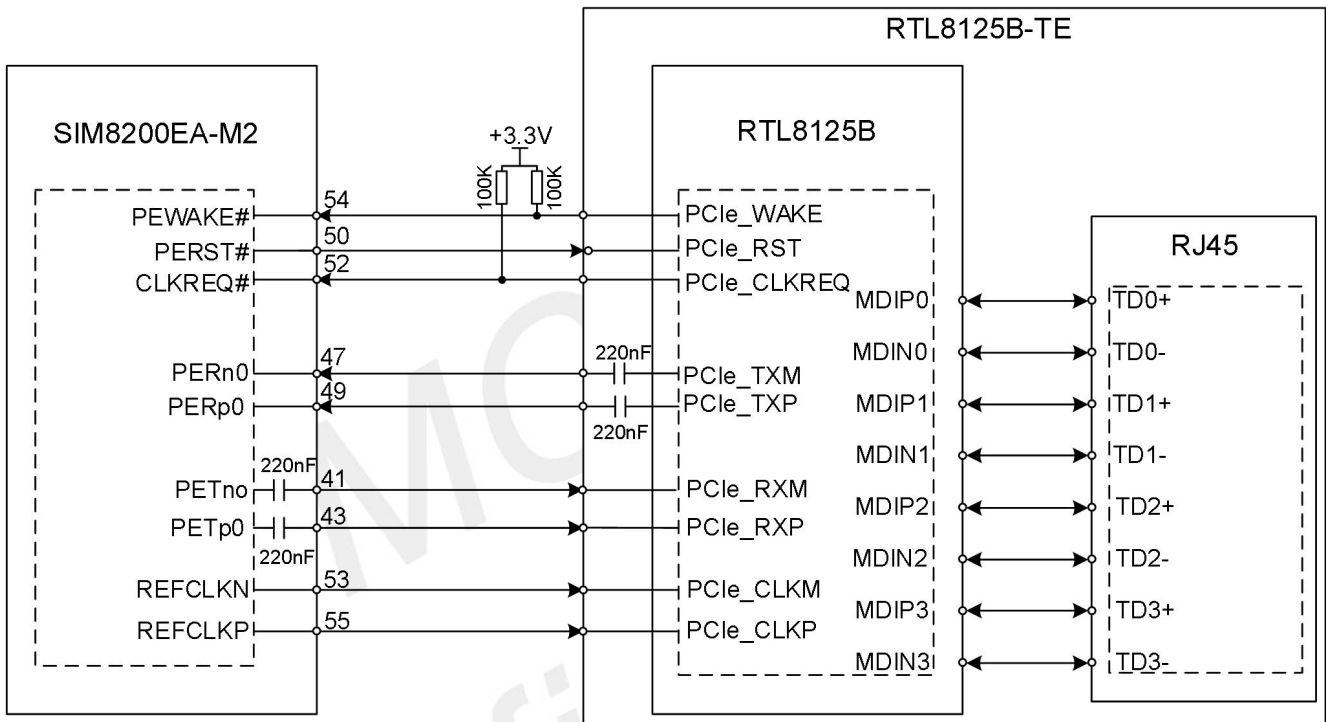 RTL8125B-TE
SIM8200EA-M2
+3.3V
100K
100K
RTL8125B
RJ45
PEWAKE#
54
PCIe_WAKE
PERST#
50
PCIe_RST
CLKREQ#
52
PCIe_CLKREQ
MDIP0
TD0+
MDIN0
TD0-
PERn0
47
220nF
PCIe_TXM
PERp0
49
220nF
PCIe_TXP
MDIP1
TD1+
MDIN1
TD1-
PETno
220nF
41
PCIe_RXM
MDIP2
TD2+
PETp0
220nF
43
PCIe_RXP
MDIN2
TD2-
REFCLKN
53
PCIe_CLKM
MDIP3
TD3+
REFCLKP
55
PCIe_CLKP
MDIN3
TD3-